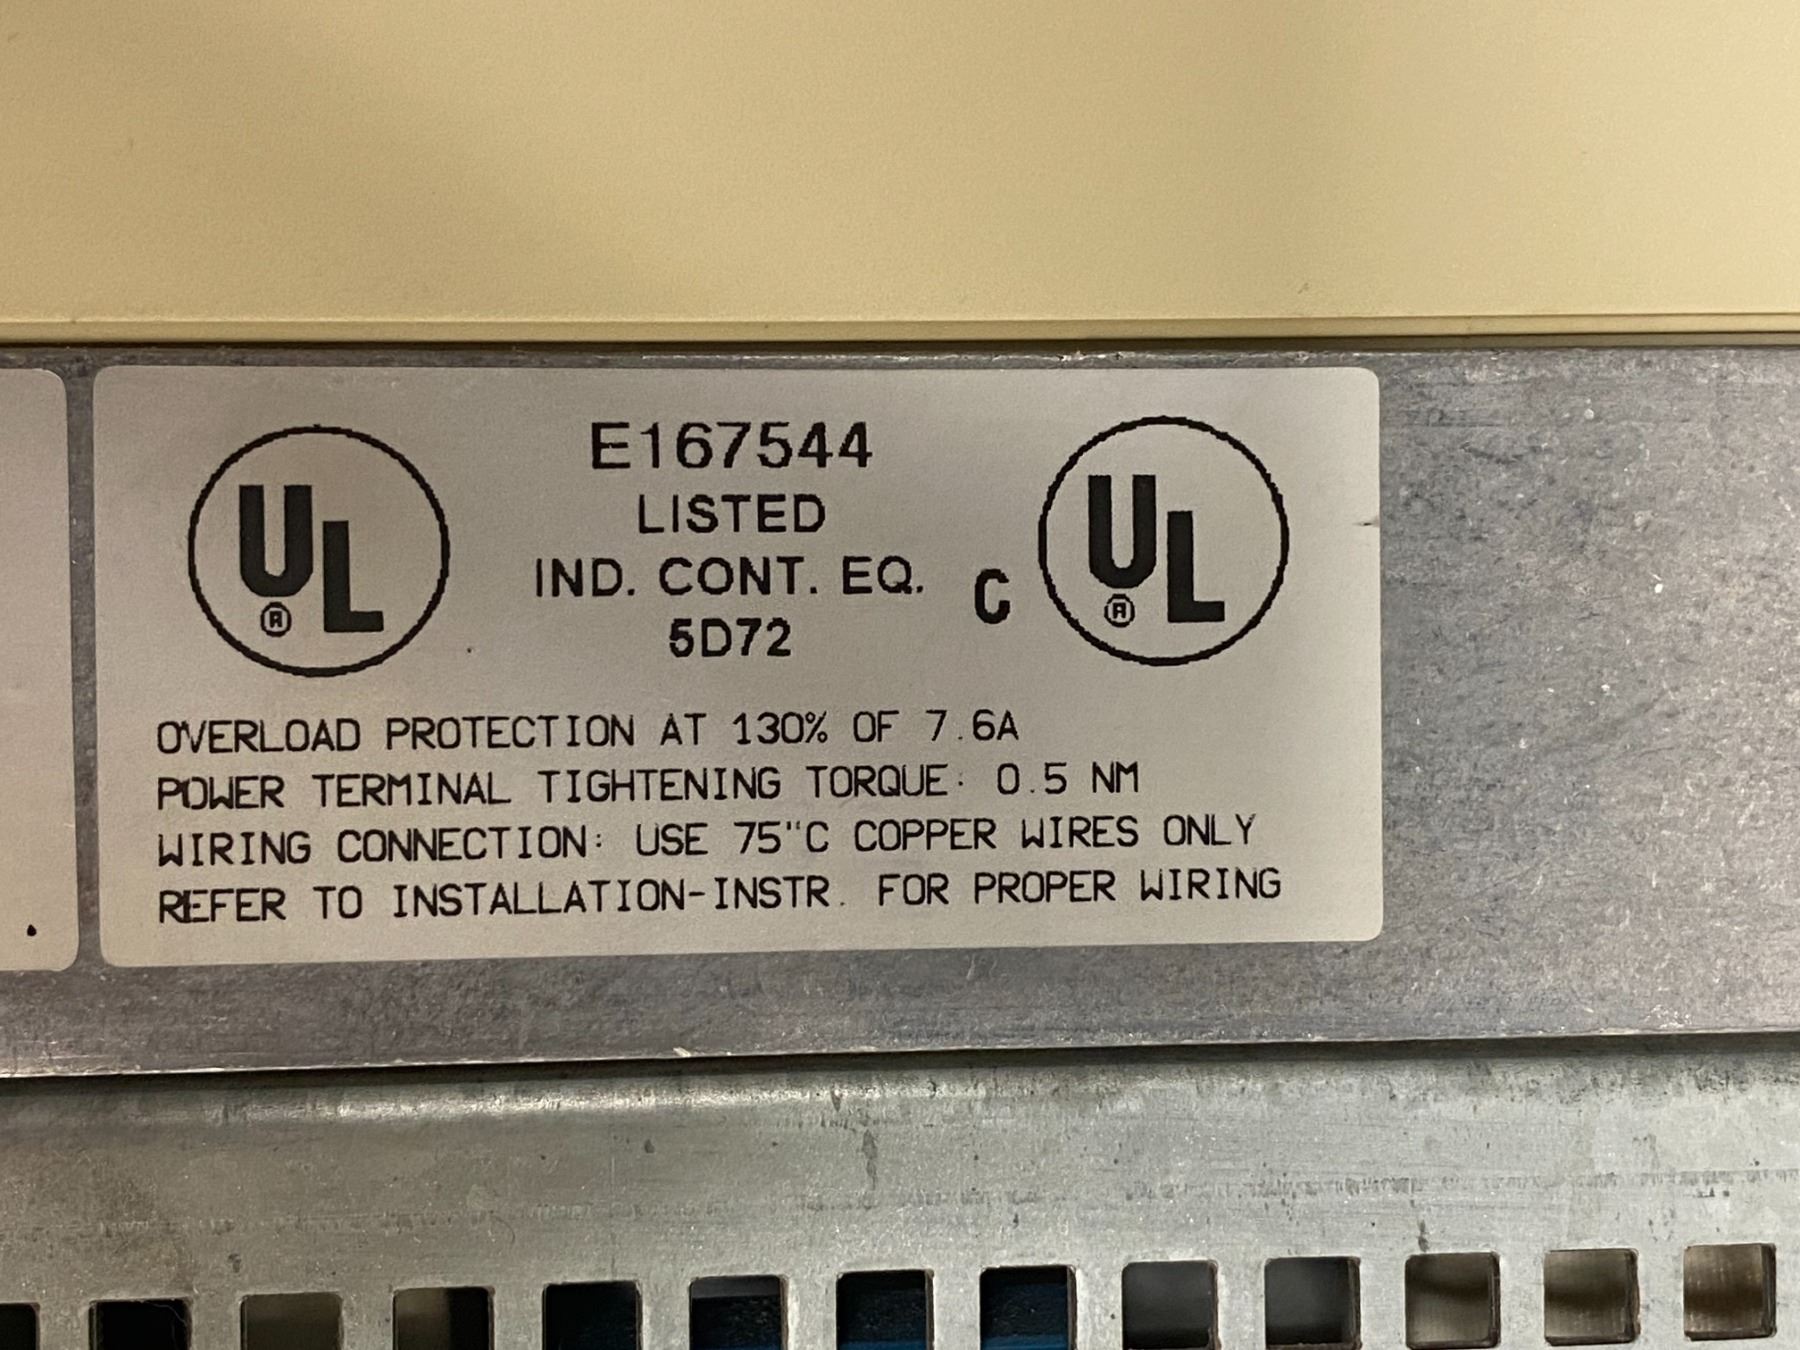 UL ®
E167544
LISTED
IND. CONT. EQ.
5D72
C UL ®
OVERLOAD PROTECTION AT 130% OF 7.6A
POWER TERMINAL TIGHTENING TORQUE: 0.5 NM
WIRING CONNECTION: USE 75"C COPPER WIRES ONLY
REFER TO INSTALLATION-INSTR. FOR PROPER WIRING